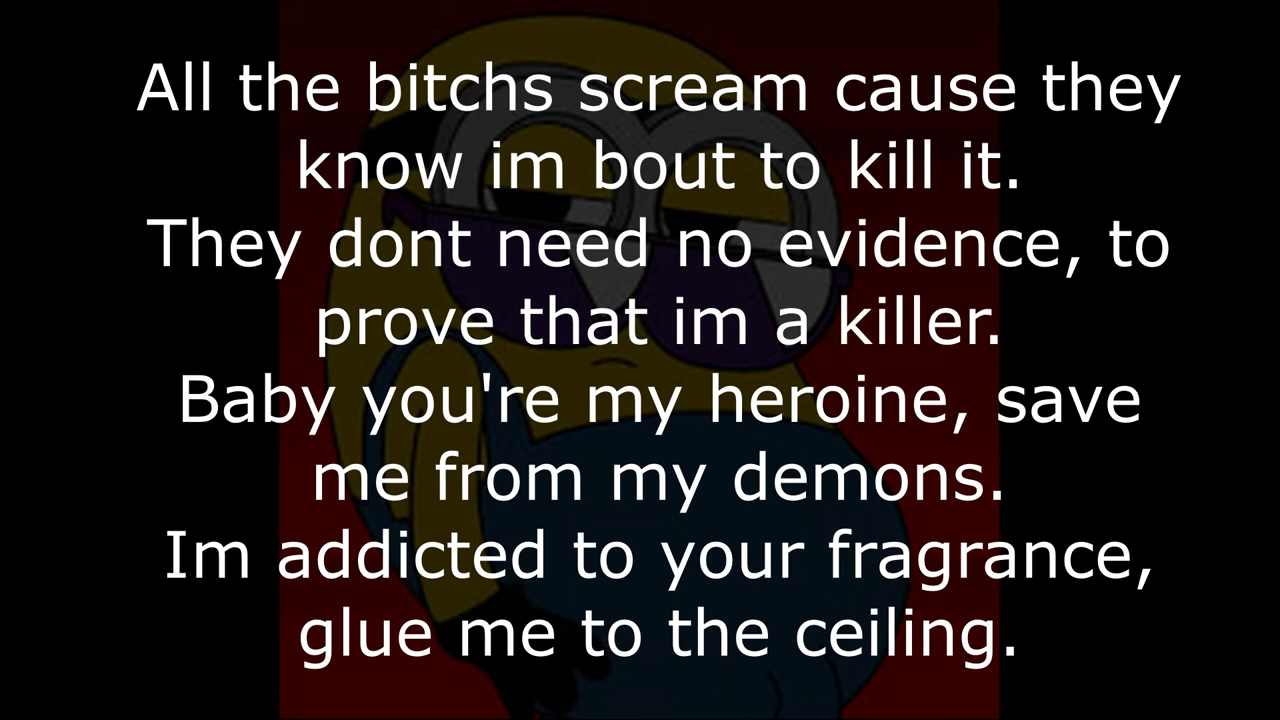 All the bitchs scream cause they
know im bout to kill it.
They dont need no evidence, to
prove that im a killer.
Baby you're my heroine, save
me from my demons.
Im addicted to your fragrance,
glue me to the ceiling.